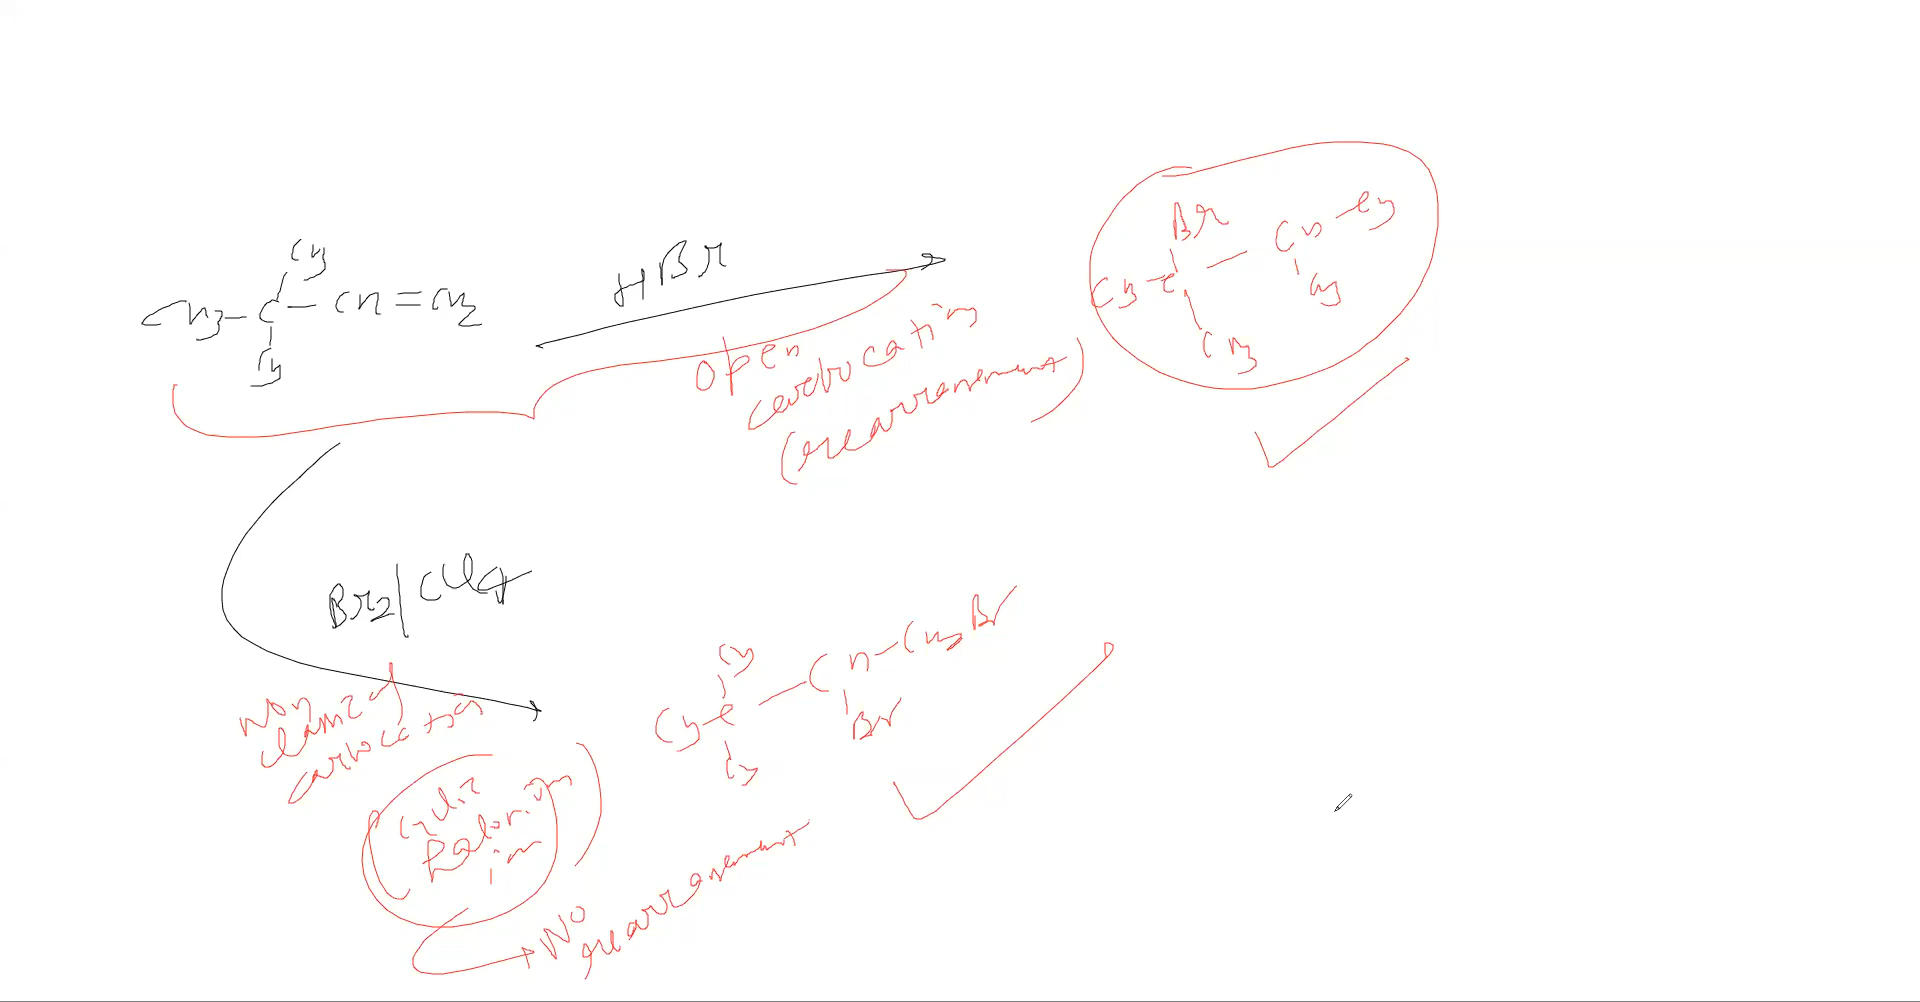 CH3
CH3-C-CH=CH2
CH3
HBr
open
carbocation
(rearrangement)
Br
CH3-C-CH-CH3
CH3
CH3
Br2/CCl4
Non
classical
carbocation
(cyclic
halonium
ion)
No
rearrangement
CH3
CH3-C-CH-CH2Br
Br
CH3